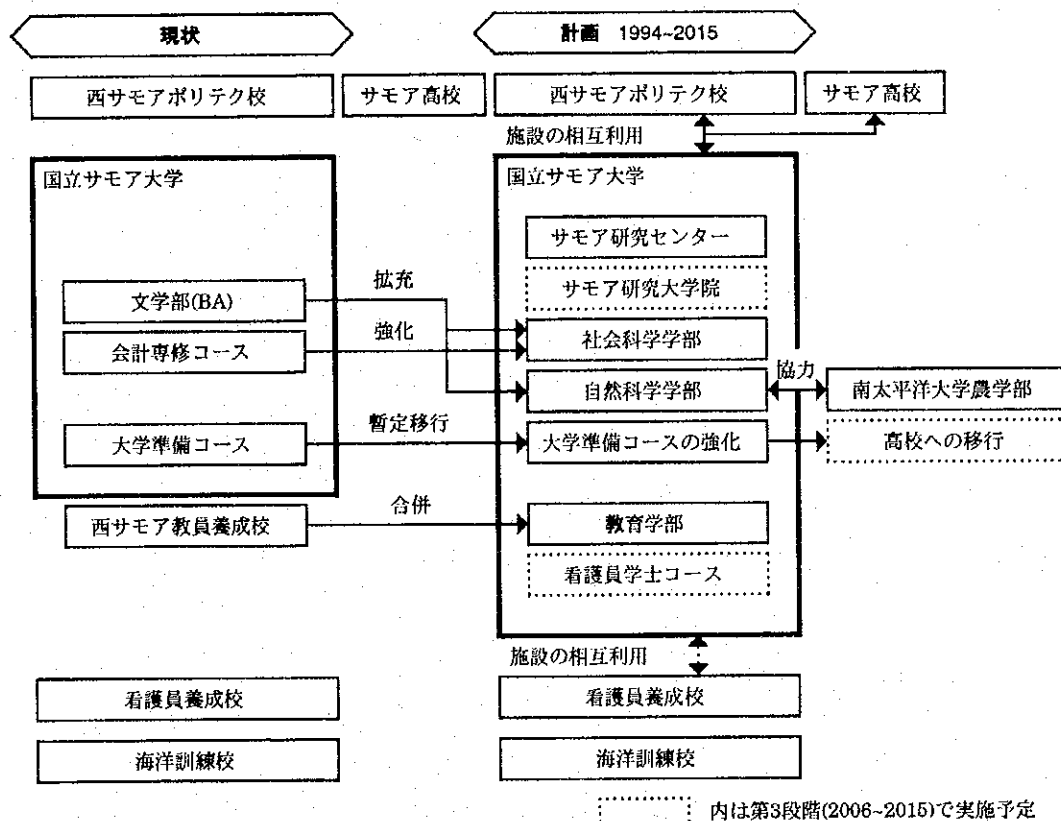 現状
計画 1994~2015
西サモアポリテク校
サモア高校
西サモアポリテク校
サモア高校
施設の相互利用
国立サモア大学
国立サモア大学
サモア研究センター
サモア研究大学院
文学部(BA)
拡充
社会科学学部
会計専修コース
強化
自然科学学部
協力
南太平洋大学農学部
大学準備コース
暫定移行
大学準備コースの強化
高校への移行
西サモア教員養成校
合併
教育学部
看護員学士コース
施設の相互利用
看護員養成校
看護員養成校
海洋訓練校
海洋訓練校
内は第3段階(2006~2015)で実施予定